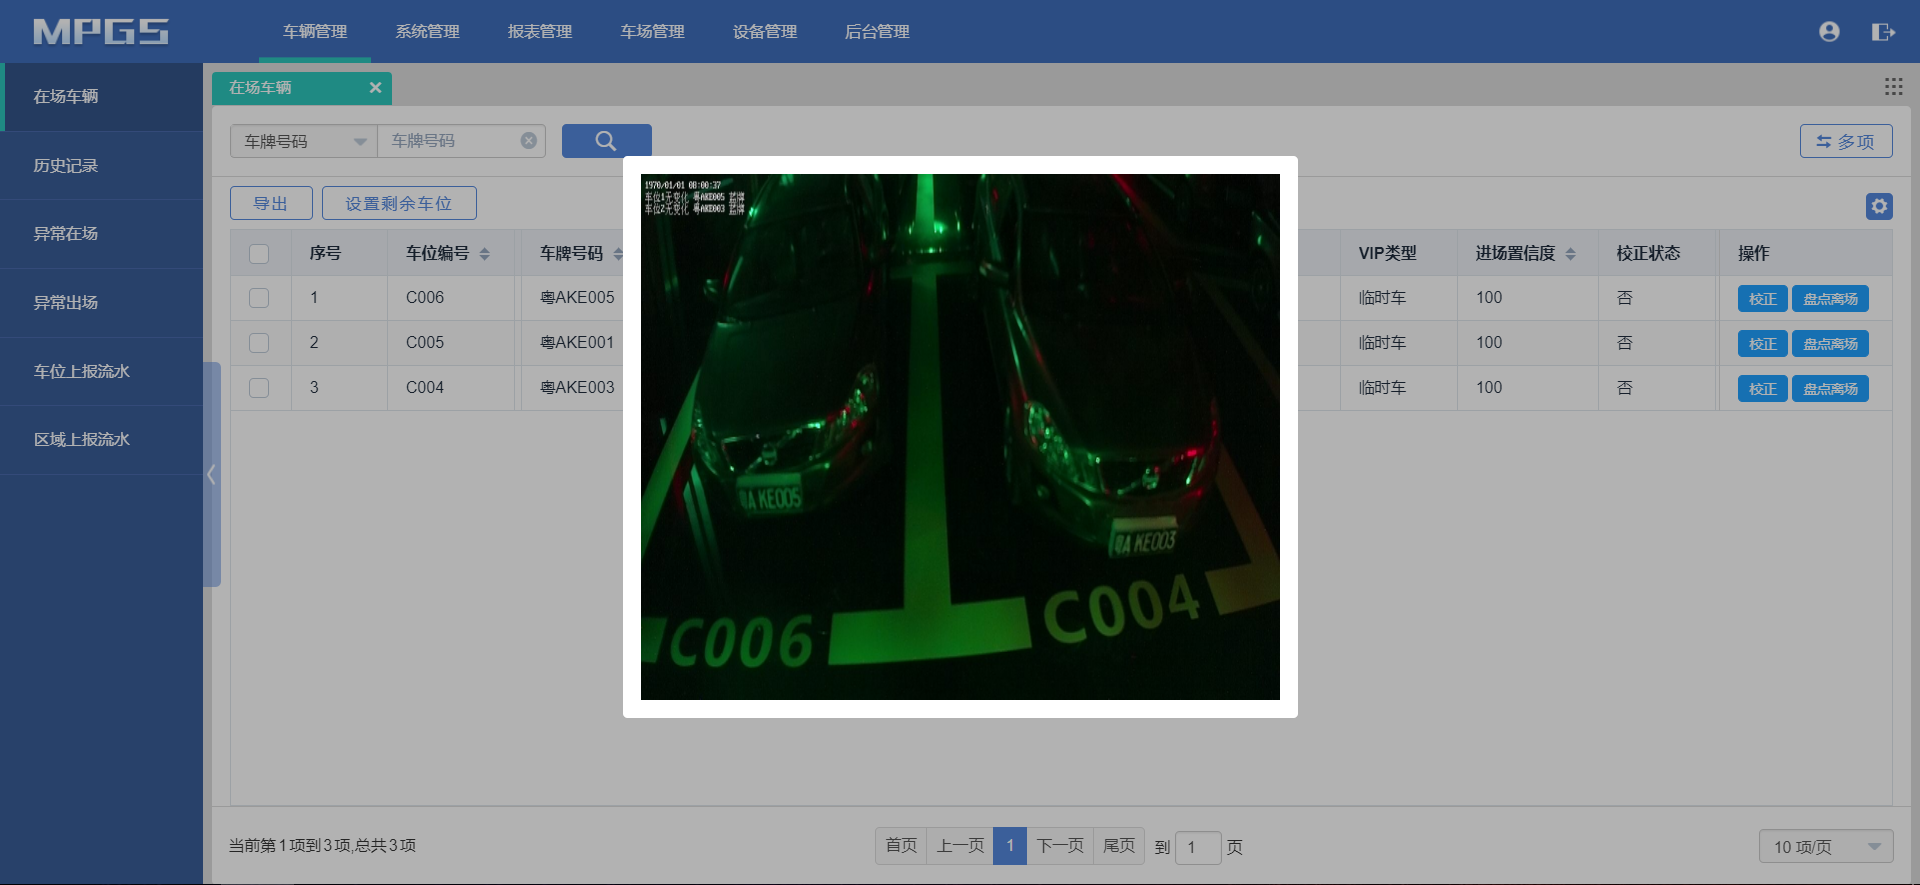 MPGS
车辆管理 系统管理 报表管理 车场管理 设备管理 后台管理
在场车辆
历史记录
异常在场
异常出场
车位上报流水
区域上报流水
在场车辆
车牌号码 车牌号码 多项
导出 设置剩余车位
序号 车位编号 车牌号码 VIP类型 进场置信度 校正状态 操作
1 C006 粤AKE005 临时车 100 否 校正 盘点离场
2 C005 粤AKE001 临时车 100 否 校正 盘点离场
3 C004 粤AKE003 临时车 100 否 校正 盘点离场
1970/01/01 08:00:37
车位1无变化 粤AKE005 蓝牌
车位2无变化 粤AKE003 蓝牌
粤A KE005
粤A KE003
C006
C004
当前第1项到3项,总共3项 首页 上一页 1 下一页 尾页 到 1 页 10 项/页